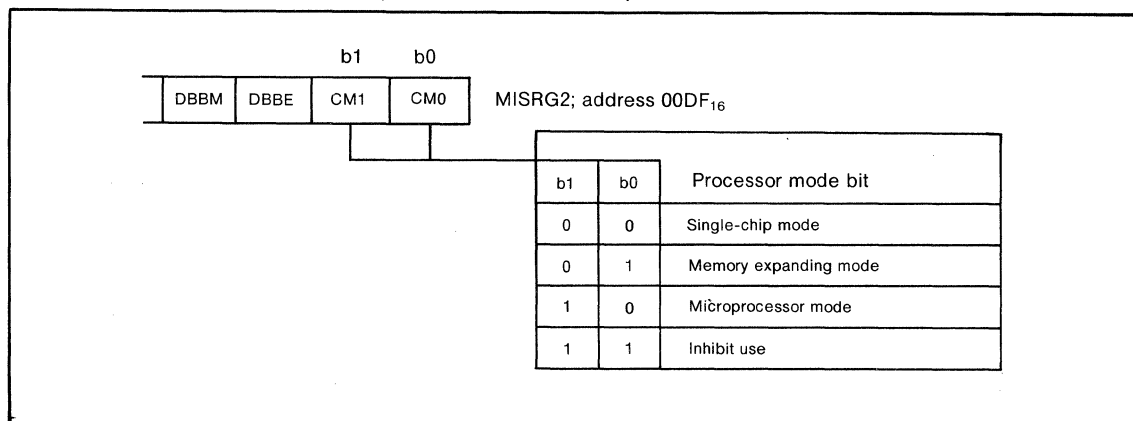 b1 b0
DBBM DBBE CM1 CM0 MISRG2; address 00DF₁₆
b1 b0 Processor mode bit
0 0 Single-chip mode
0 1 Memory expanding mode
1 0 Microprocessor mode
1 1 Inhibit use